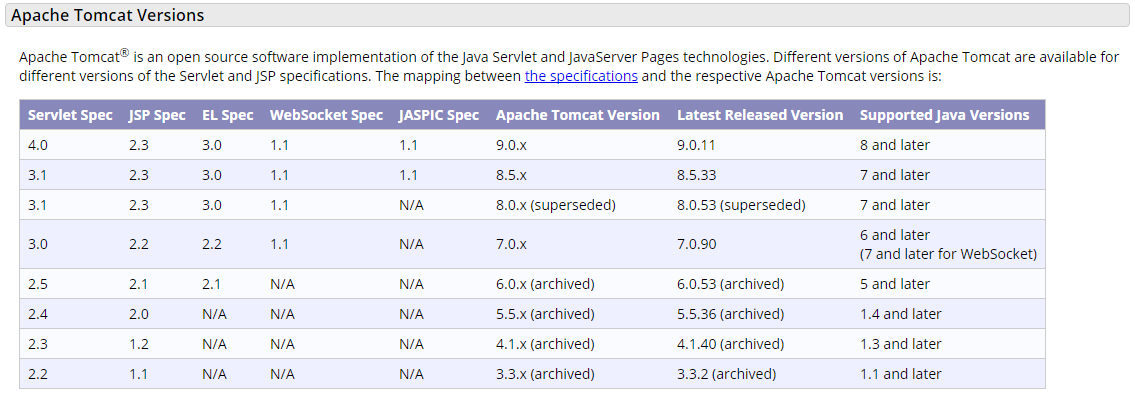 Apache Tomcat Versions
Apache Tomcat® is an open source software implementation of the Java Servlet and JavaServer Pages technologies. Different versions of Apache Tomcat are available for
different versions of the Servlet and JSP specifications. The mapping between the specifications and the respective Apache Tomcat versions is:
Servlet Spec JSP Spec EL Spec WebSocket Spec JASPIC Spec Apache Tomcat Version Latest Released Version Supported Java Versions
4.0 2.3 3.0 1.1 1.1 9.0.x 9.0.11 8 and later
3.1 2.3 3.0 1.1 1.1 8.5.x 8.5.33 7 and later
3.1 2.3 3.0 1.1 N/A 8.0.x (superseded) 8.0.53 (superseded) 7 and later
3.0 2.2 2.2 1.1 N/A 7.0.x 7.0.90 6 and later
(7 and later for WebSocket)
2.5 2.1 2.1 N/A N/A 6.0.x (archived) 6.0.53 (archived) 5 and later
2.4 2.0 N/A N/A N/A 5.5.x (archived) 5.5.36 (archived) 1.4 and later
2.3 1.2 N/A N/A N/A 4.1.x (archived) 4.1.40 (archived) 1.3 and later
2.2 1.1 N/A N/A N/A 3.3.x (archived) 3.3.2 (archived) 1.1 and later